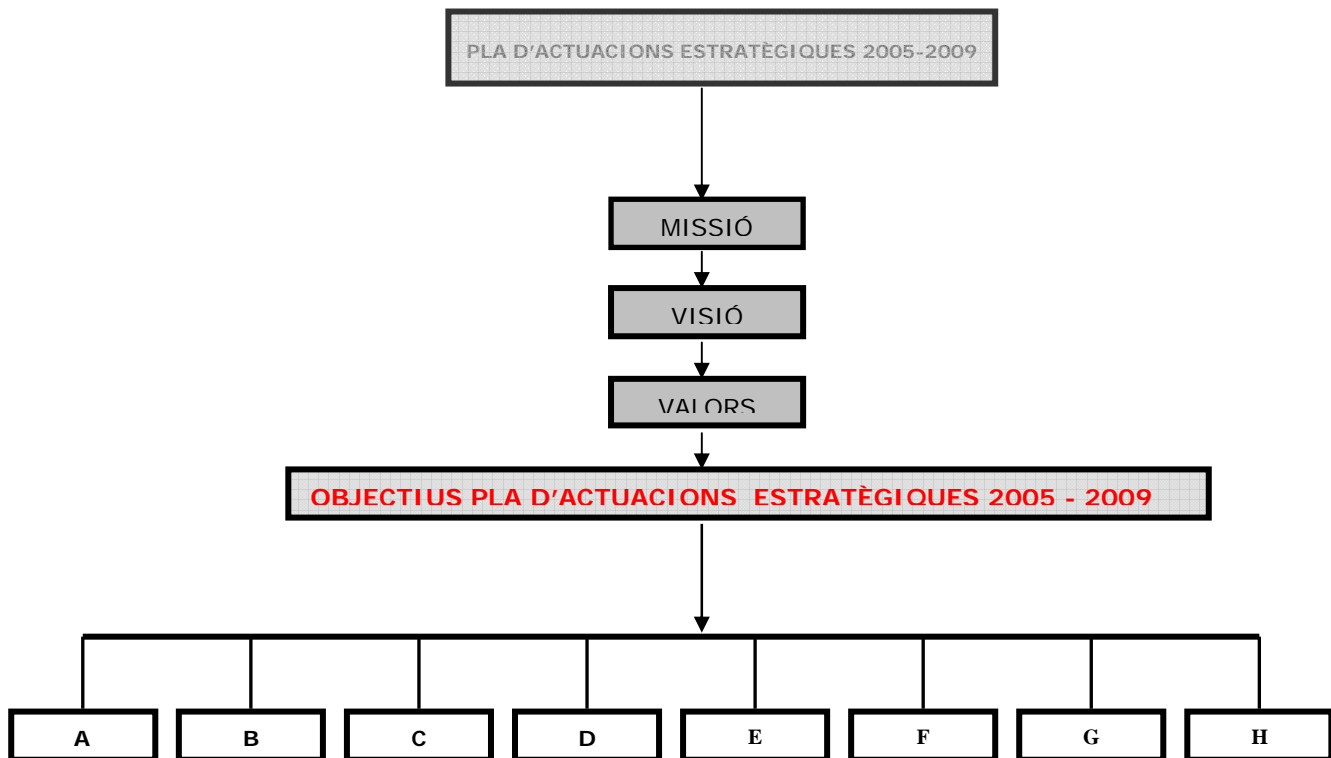 PLA D'ACTUACIONS ESTRATÈGIQUES 2005-2009
MISSIÓ
VISIÓ
VALORS
OBJECTIUS PLA D'ACTUACIONS ESTRATÈGIQUES 2005 - 2009
A B C D E F G H